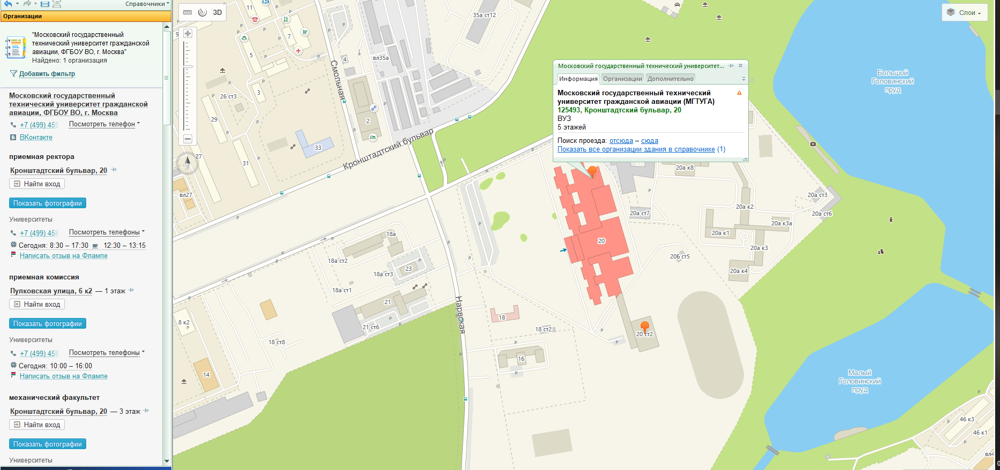 Справочники
Организации
"Московский государственный
технический университет гражданской
авиации, ФГБОУ ВО, г. Москва"
Найдено: 1 организация
Добавить фильтр
Московский государственный
технический университет гражданской
авиации, ФГБОУ ВО, г. Москва
+7 (499) 459 Посмотреть телефон
ВКонтакте
приемная ректора
Кронштадтский бульвар, 20
Найти вход
Показать фотографии
Университеты
+7 (499) 458 Посмотреть телефоны
Сегодня: 8:30 – 17:30 12:30 – 13:15
Написать отзыв на Флампе
приемная комиссия
Пулковская улица, 6 к2 — 1 этаж
Найти вход
Показать фотографии
Университеты
+7 (499) 458 Посмотреть телефоны
Сегодня: 10:00 – 16:00
Написать отзыв на Флампе
механический факультет
Кронштадтский бульвар, 20 — 3 этаж
Найти вход
Показать фотографии
Университеты
3D
Слои
Московский государственный технический университет...
Информация Организации Дополнительно
Московский государственный технический
университет гражданской авиации (МГТУГА)
125493, Кронштадтский бульвар, 20
ВУЗ
5 этажей
Поиск проезда: отсюда – сюда
Показать все организации здания в справочнике (1)
11
35а ст12
7
5
4
вл35а
Смольная
3
26 ст3
29
2
33
27
31
Кронштадтский бульвар
вл27
Большой
Головинский
пруд
20а к8
20а ст3
20а к2
20а ст7
20а ст6
20а к3а
20а к1
18а
20
20а к3
20Б ст5
18а ст2
23
18а ст3
20а к4
18а ст1
21
Нарвская
18
8 к2
21 ст6
18 ст2
20 ст2
18 ст8
16
14
Малый
Головинский
пруд
46 к3
46 к1